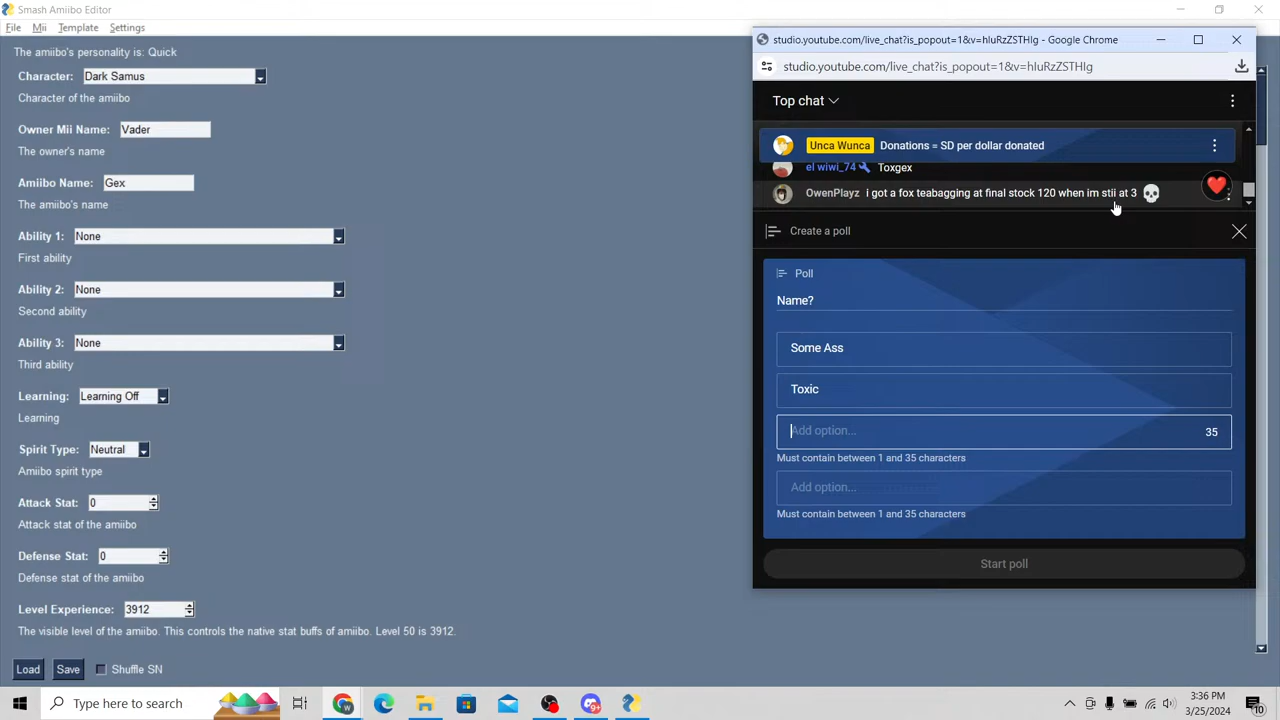 Smash Amiibo Editor
File Mii Template Settings
The amiibo's personality is: Quick
Character: Dark Samus
Character of the amiibo
Owner Mii Name: Vader
The owner's name
Amiibo Name: Gex
The amiibo's name
Ability 1: None
First ability
Ability 2: None
Second ability
Ability 3: None
Third ability
Learning: Learning Off
Learning
Spirit Type: Neutral
Amiibo spirit type
Attack Stat: 0
Attack stat of the amiibo
Defense Stat: 0
Defense stat of the amiibo
Level Experience: 3912
The visible level of the amiibo. This controls the native stat buffs of amiibo. Level 50 is 3912.
Load Save Shuffle SN
studio.youtube.com/live_chat?is_popout=1&v=hIuRzZSTHIg - Google Chrome
studio.youtube.com/live_chat?is_popout=1&v=hIuRzZSTHIg
Top chat
Unca Wunca Donations = SD per dollar donated
el wiwi_74 Toxgex
OwenPlayz i got a fox teabagging at final stock 120 when im stii at 3
Create a poll
Poll
Name?
Some Ass
Toxic
Add option... 35
Must contain between 1 and 35 characters
Add option...
Must contain between 1 and 35 characters
Start poll
Type here to search
9+
3:36 PM
3/25/2024
10